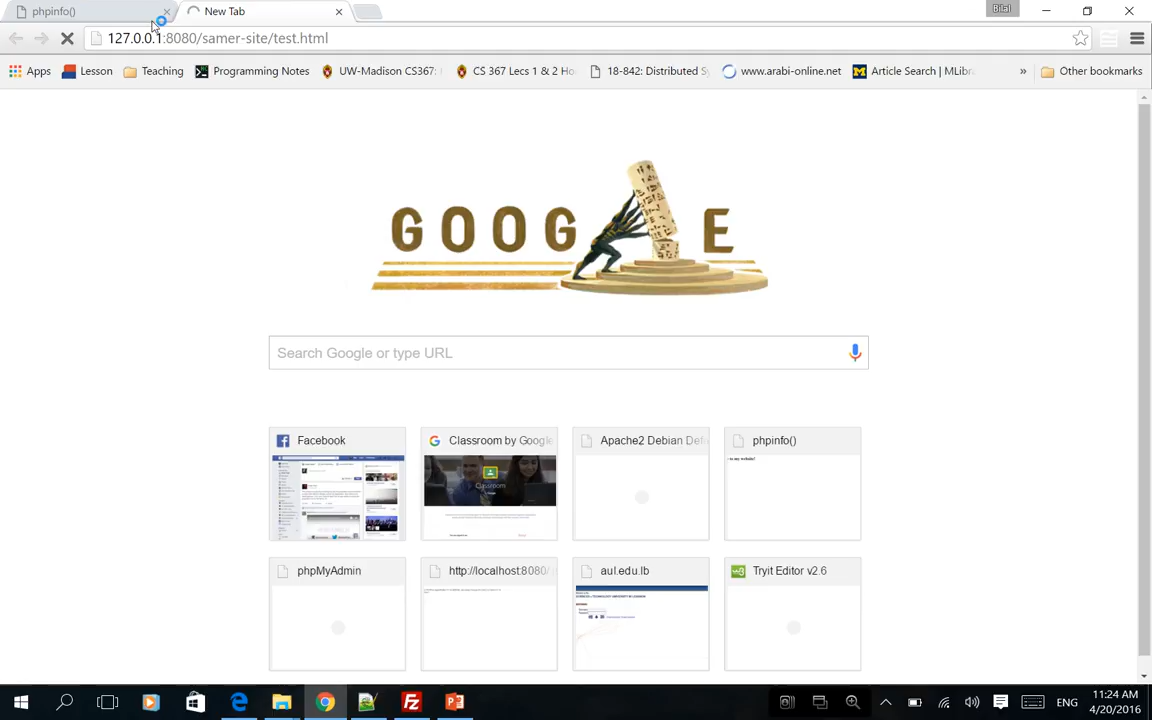 phpinfo()
New Tab
Bilal
127.0.0.1:8080/samer-site/test.html
Apps
Lesson
Teaching
Programming Notes
UW-Madison CS367:
CS 367 Lecs 1 & 2 Ho
18-842: Distributed Sy
www.arabi-online.net
Article Search | MLibra
»
Other bookmarks
GOOG E
Search Google or type URL
Facebook
Classroom by Google
Apache2 Debian Def
phpinfo()
Classroom
phpMyAdmin
http://localhost:8080/
aul.edu.lb
Tryit Editor v2.6
ENG
11:24 AM
4/20/2016